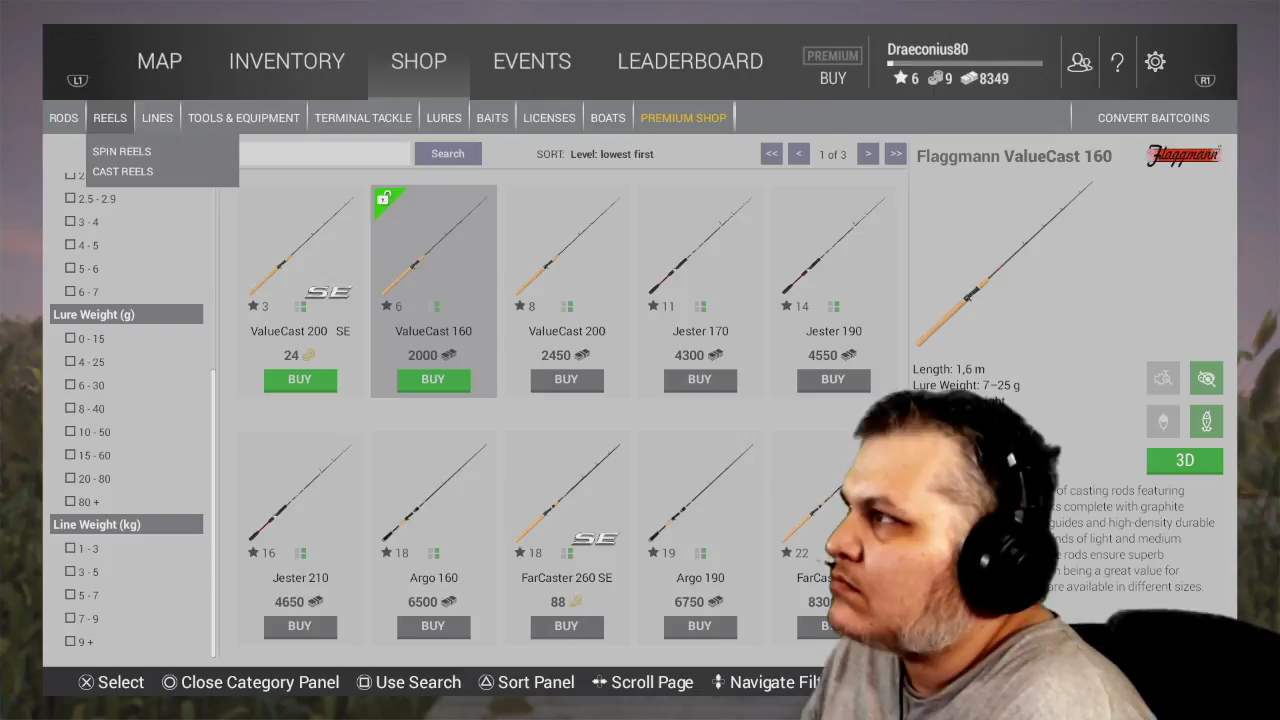 MAP INVENTORY SHOP EVENTS LEADERBOARD PREMIUM BUY
L1
Draeconius80
6 9 8349
?
R1
RODS REELS LINES TOOLS & EQUIPMENT TERMINAL TACKLE LURES BAITS LICENSES BOATS PREMIUM SHOP CONVERT BAITCOINS
SPIN REELS
CAST REELS
Search
SORT: Level: lowest first
<< < 1 of 3 > >>
Flaggmann ValueCast 160
Flaggmann
2.5 - 2.9
3 - 4
4 - 5
5 - 6
6 - 7
Lure Weight (g)
0 - 15
4 - 25
6 - 30
8 - 40
10 - 50
15 - 60
20 - 80
80 +
Line Weight (kg)
1 - 3
3 - 5
5 - 7
7 - 9
9 +
SE
3
ValueCast 200 SE
24
BUY
6
ValueCast 160
2000
BUY
8
ValueCast 200
2450
BUY
11
Jester 170
4300
BUY
14
Jester 190
4550
BUY
16
Jester 210
4650
BUY
18
Argo 160
6500
BUY
SE
18
FarCaster 260 SE
88
BUY
19
Argo 190
6750
BUY
22
FarCa
830
B
Length: 1,6 m
Lure Weight: 7–25 g
3D
of casting rods featuring
s complete with graphite
guides and high-density durable
nds of light and medium
e rods ensure superb
n being a great value for
are available in different sizes.
Select Close Category Panel Use Search Sort Panel Scroll Page Navigate Filt